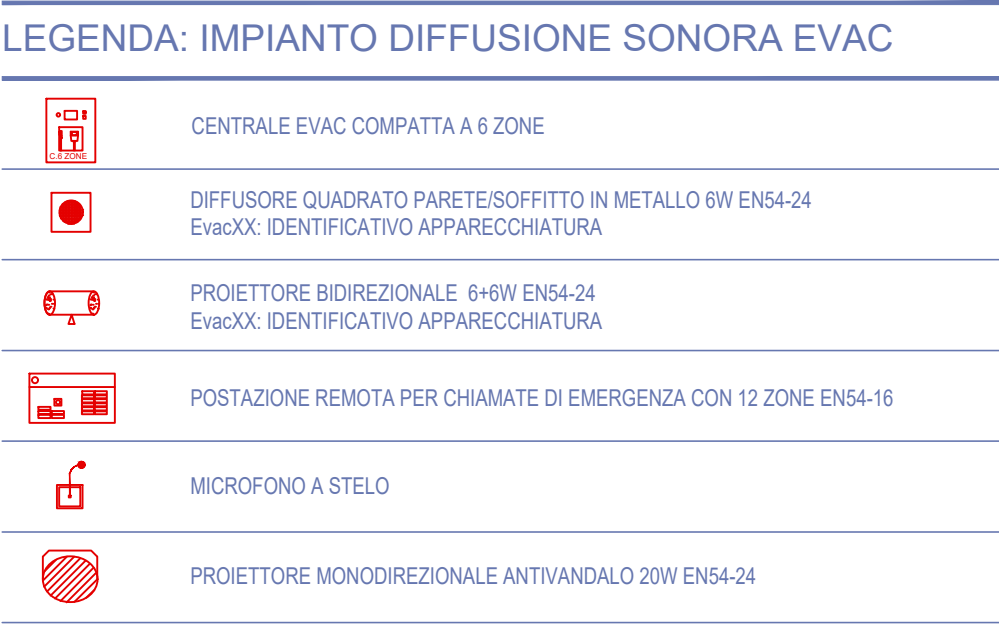 LEGENDA: IMPIANTO DIFFUSIONE SONORA EVAC
C.6 ZONE
CENTRALE EVAC COMPATTA A 6 ZONE
DIFFUSORE QUADRATO PARETE/SOFFITTO IN METALLO 6W EN54-24
EvacXX: IDENTIFICATIVO APPARECCHIATURA
PROIETTORE BIDIREZIONALE 6+6W EN54-24
EvacXX: IDENTIFICATIVO APPARECCHIATURA
POSTAZIONE REMOTA PER CHIAMATE DI EMERGENZA CON 12 ZONE EN54-16
MICROFONO A STELO
PROIETTORE MONODIREZIONALE ANTIVANDALO 20W EN54-24